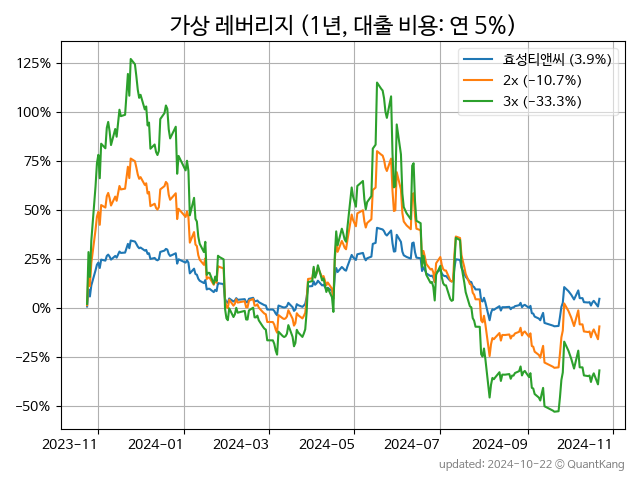 가상 레버리지 (1년, 대출 비용: 연 5%)
효성티앤씨 (3.9%)
2x (−10.7%)
3x (−33.3%)
125%
100%
75%
50%
25%
0%
−25%
−50%
2023-11 2024-01 2024-03 2024-05 2024-07 2024-09 2024-11
updated: 2024-10-22 © QuantKang